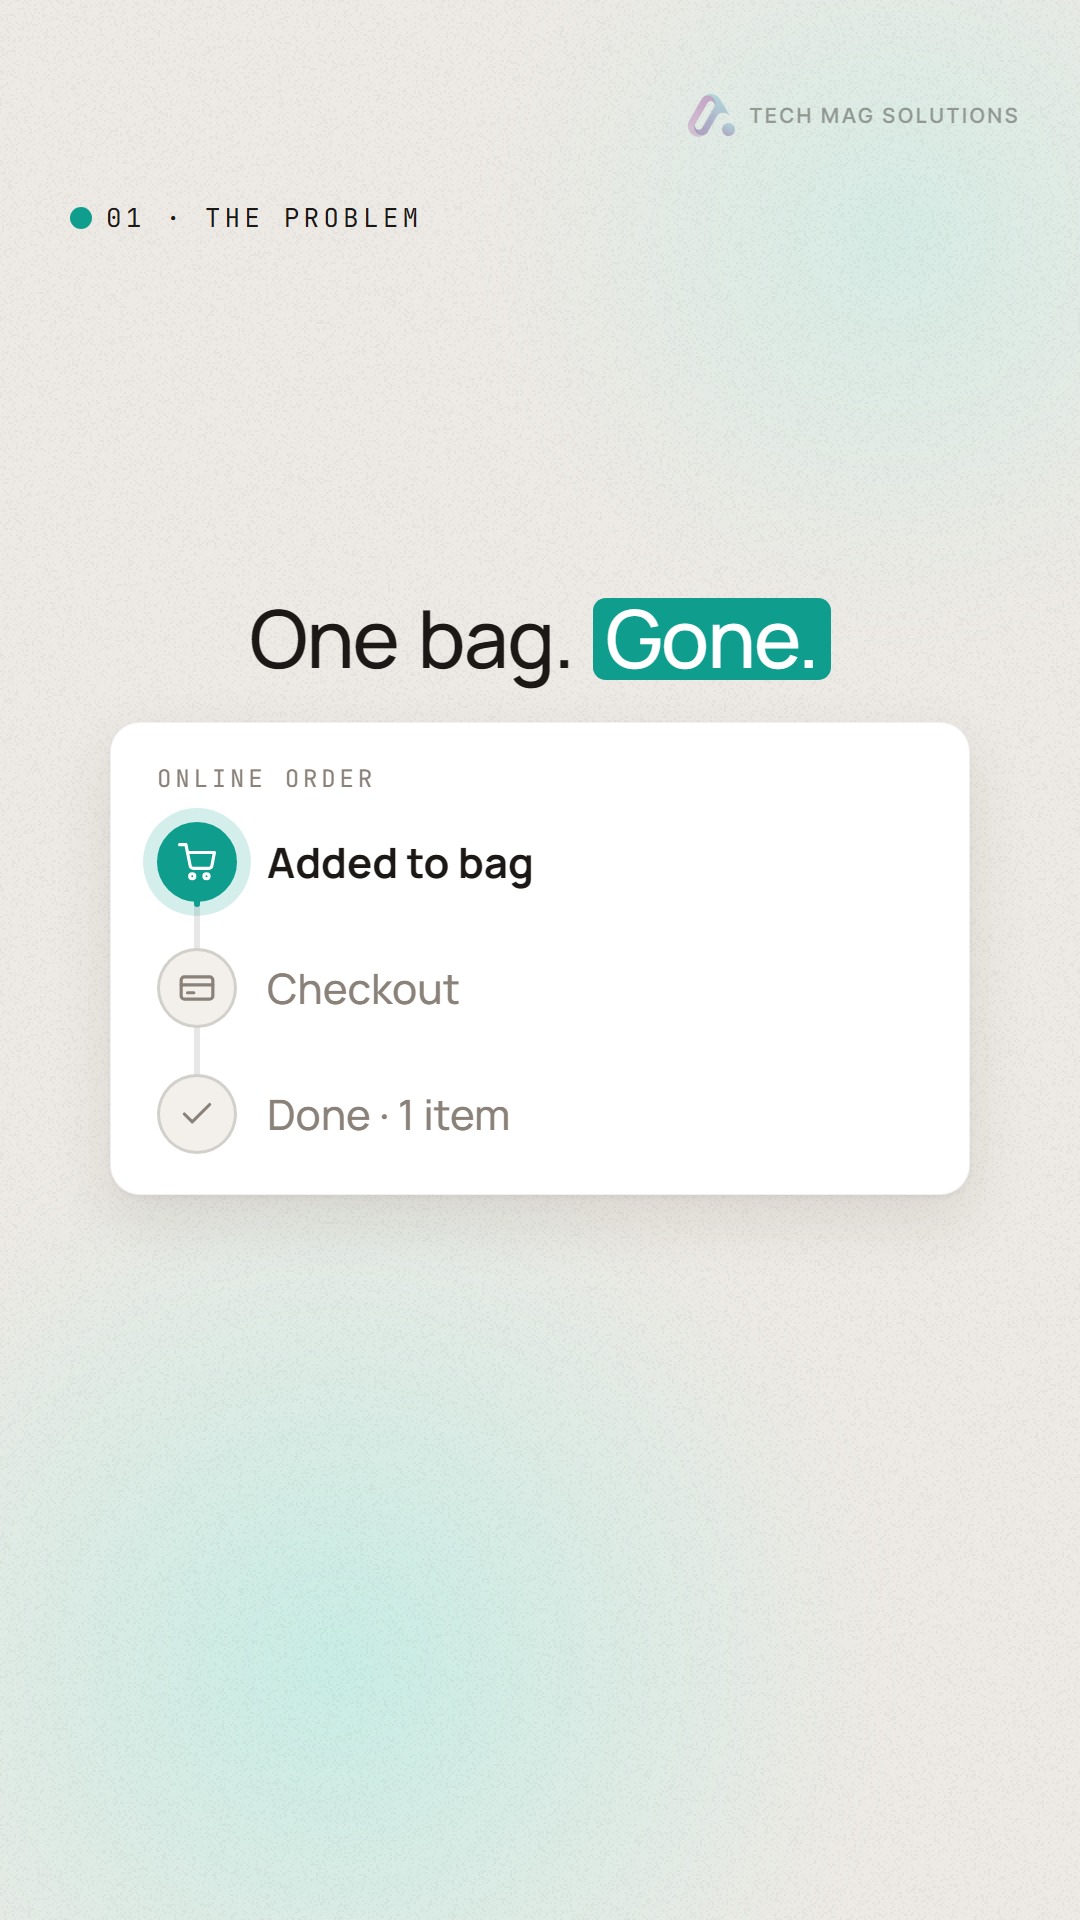 TECH MAG SOLUTIONS
01 · THE PROBLEM
One bag. Gone.
ONLINE ORDER
Added to bag
Checkout
Done · 1 item